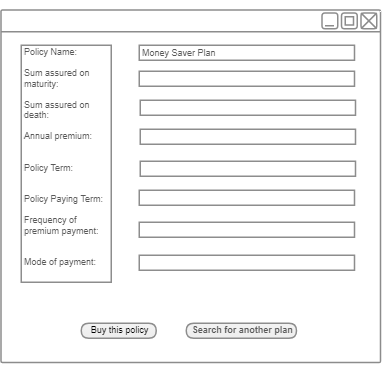 Policy Name: Money Saver Plan
Sum assured on
maturity:
Sum assured on
death:
Annual premium:
Policy Term:
Policy Paying Term:
Frequency of
premium payment:
Mode of payment:
Buy this policy Search for another plan